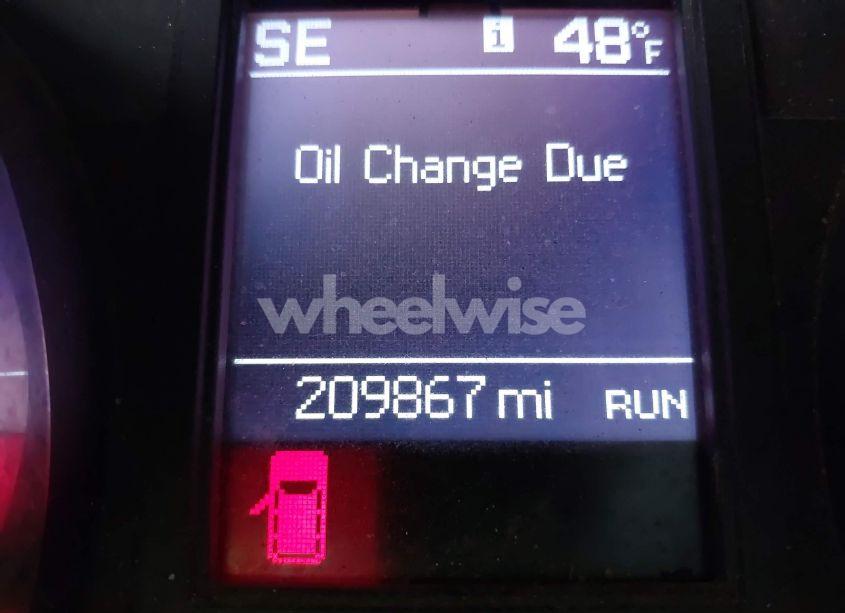 SE i 48°F
Oil Change Due
wheelwise
209867 mi RUN